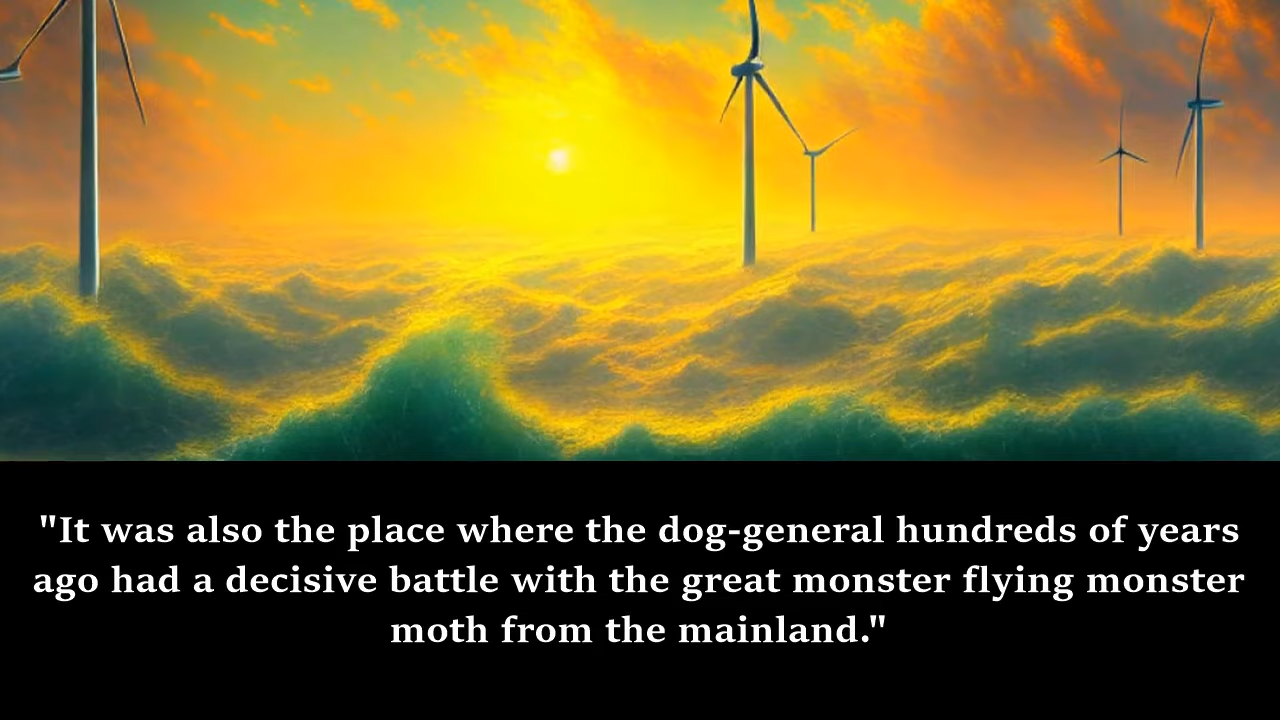 "It was also the place where the dog-general hundreds of years
ago had a decisive battle with the great monster flying monster
moth from the mainland."